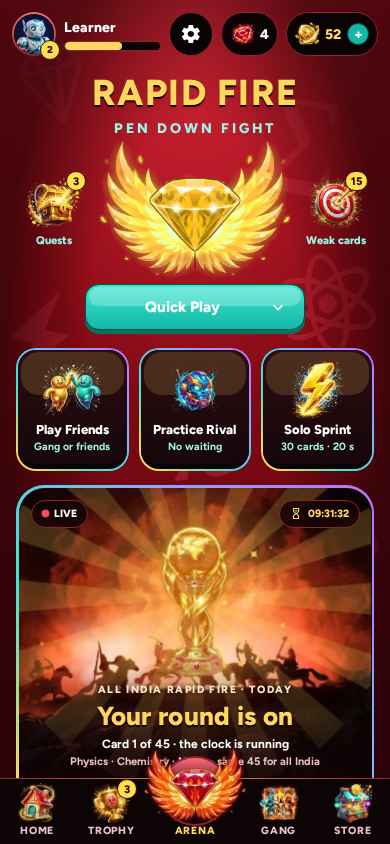 Learner
2
4
52
+
RAPID FIRE
PEN DOWN FIGHT
3
Quests
15
Weak cards
Quick Play
Play Friends
Gang or friends
Practice Rival
No waiting
Solo Sprint
30 cards · 20 s
LIVE
09:31:32
ALL INDIA RAPID FIRE · TODAY
Your round is on
Card 1 of 45 · the clock is running
Physics · 45 for all India
HOME
3
TROPHY
ARENA
GANG
STORE